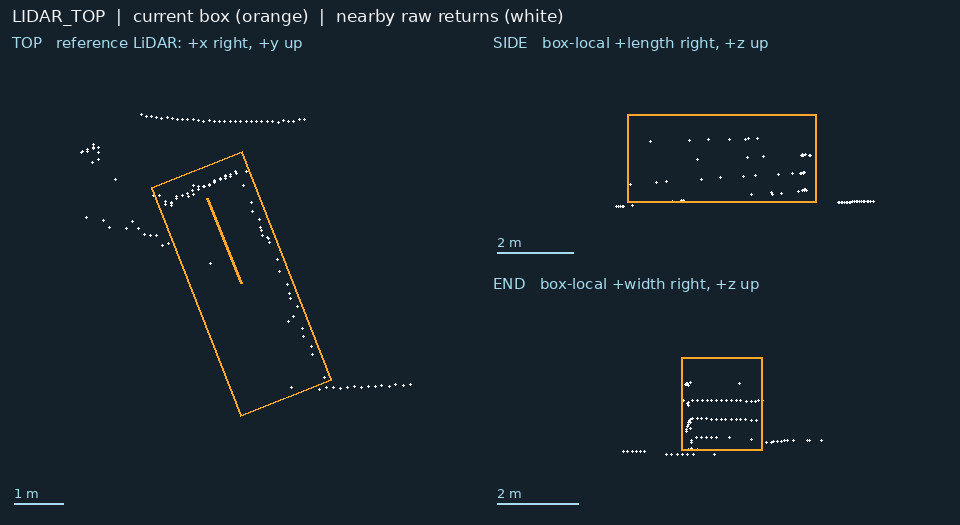 LIDAR_TOP | current box (orange) | nearby raw returns (white)
TOP reference LiDAR: +x right, +y up
SIDE box-local +length right, +z up
2 m
END box-local +width right, +z up
1 m
2 m